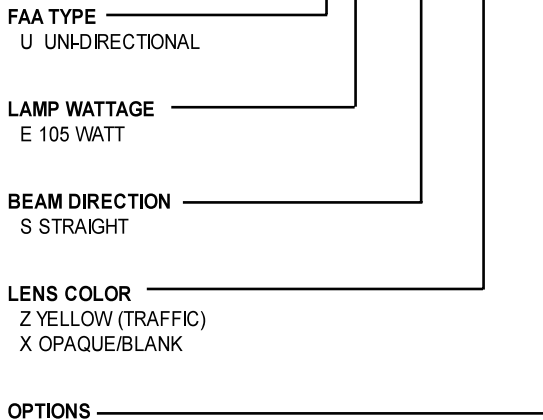 FAA TYPE
U UNI-DIRECTIONAL
LAMP WATTAGE
E 105 WATT
BEAM DIRECTION
S STRAIGHT
LENS COLOR
Z YELLOW (TRAFFIC)
X OPAQUE/BLANK
OPTIONS